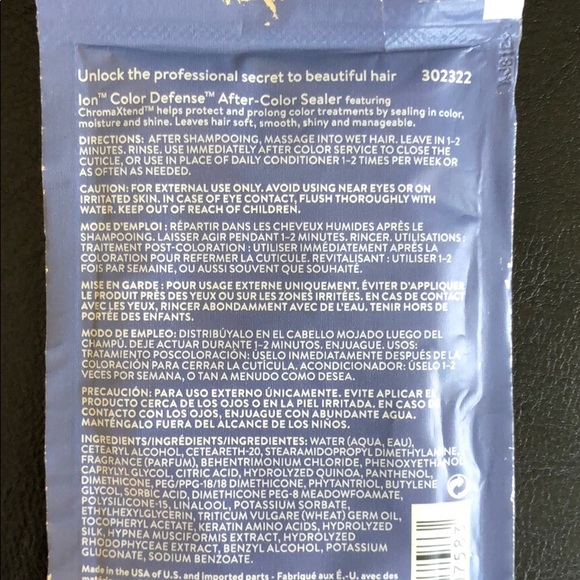 Unlock the professional secret to beautiful hair 302322
Ion™ Color Defense™ After-Color Sealer featuring
ChromaXtend™ helps protect and prolong color treatments by sealing in color,
moisture and shine. Leaves hair soft, smooth, shiny and manageable.
DIRECTIONS: AFTER SHAMPOOING, MASSAGE INTO WET HAIR. LEAVE IN 1-2
MINUTES. RINSE. USE IMMEDIATELY AFTER COLOR SERVICE TO CLOSE THE
CUTICLE, OR USE IN PLACE OF DAILY CONDITIONER 1-2 TIMES PER WEEK OR
AS OFTEN AS NEEDED.
CAUTION: FOR EXTERNAL USE ONLY. AVOID USING NEAR EYES OR ON
IRRITATED SKIN. IN CASE OF EYE CONTACT, FLUSH THOROUGHLY WITH
WATER. KEEP OUT OF REACH OF CHILDREN.
MODE D'EMPLOI : RÉPARTIR DANS LES CHEVEUX HUMIDES APRÈS LE
SHAMPOOING. LAISSER AGIR PENDANT 1-2 MINUTES. RINCER. UTILISATIONS :
TRAITEMENT POST-COLORATION : UTILISER IMMÉDIATEMENT APRÈS LA
COLORATION POUR REFERMER LA CUTICULE. REVITALISANT : UTILISER 1-2
FOIS PAR SEMAINE, OU AUSSI SOUVENT QUE SOUHAITÉ.
MISE EN GARDE : POUR USAGE EXTERNE UNIQUEMENT. ÉVITER D'APPLIQUER
LE PRODUIT PRÈS DES YEUX OU SUR LES ZONES IRRITÉES. EN CAS DE CONTACT
AVEC LES YEUX, RINCER ABONDAMMENT AVEC DE L'EAU. TENIR HORS DE
PORTÉE DES ENFANTS.
MODO DE EMPLEO: DISTRIBÚYALO EN EL CABELLO MOJADO LUEGO DEL
CHAMPÚ. DEJE ACTUAR DURANTE 1-2 MINUTOS. ENJUAGUE. USOS:
TRATAMIENTO POSCOLORACIÓN: ÚSELO INMEDIATAMENTE DESPUÉS DE LA
COLORACIÓN PARA CERRAR LA CUTÍCULA. ACONDICIONADOR: ÚSELO 1-2
VECES POR SEMANA, O TAN A MENUDO COMO DESEA.
PRECAUCIÓN: PARA USO EXTERNO ÚNICAMENTE. EVITE APLICAR EL
PRODUCTO CERCA DE LOS OJOS O EN LA PIEL IRRITADA. EN CASO DE
CONTACTO CON LOS OJOS, ENJUAGUE CON ABUNDANTE AGUA.
MANTÉNGALO FUERA DEL ALCANCE DE LOS NIÑOS.
INGREDIENTS/INGRÉDIENTS/INGREDIENTES: WATER (AQUA, EAU),
CETEARYL ALCOHOL, CETEARETH-20, STEARAMIDOPROPYL DIMETHYLAMINE,
FRAGRANCE (PARFUM), BEHENTRIMONIUM CHLORIDE, PHENOXYETHANOL,
CAPRYLYL GLYCOL, CITRIC ACID, HYDROLYZED QUINOA, PANTHENOL,
DIMETHICONE, PEG/PPG-18/18 DIMETHICONE, PHYTANTRIOL, BUTYLENE
GLYCOL, SORBIC ACID, DIMETHICONE PEG-8 MEADOWFOAMATE,
POLYSILICONE-15, LINALOOL, POTASSIUM SORBATE,
ETHYLHEXYLGLYCERIN, TRITICUM VULGARE (WHEAT) GERM OIL,
TOCOPHERYL ACETATE, KERATIN AMINO ACIDS, HYDROLYZED
SILK, HYPNEA MUSCIFORMIS EXTRACT, HYDROLYZED
RHODOPHYCEAE EXTRACT, BENZYL ALCOHOL, POTASSIUM
GLUCONATE, SODIUM BENZOATE.
Made in the USA of U.S. and imported parts - Fabriqué aux É.-U. avec des